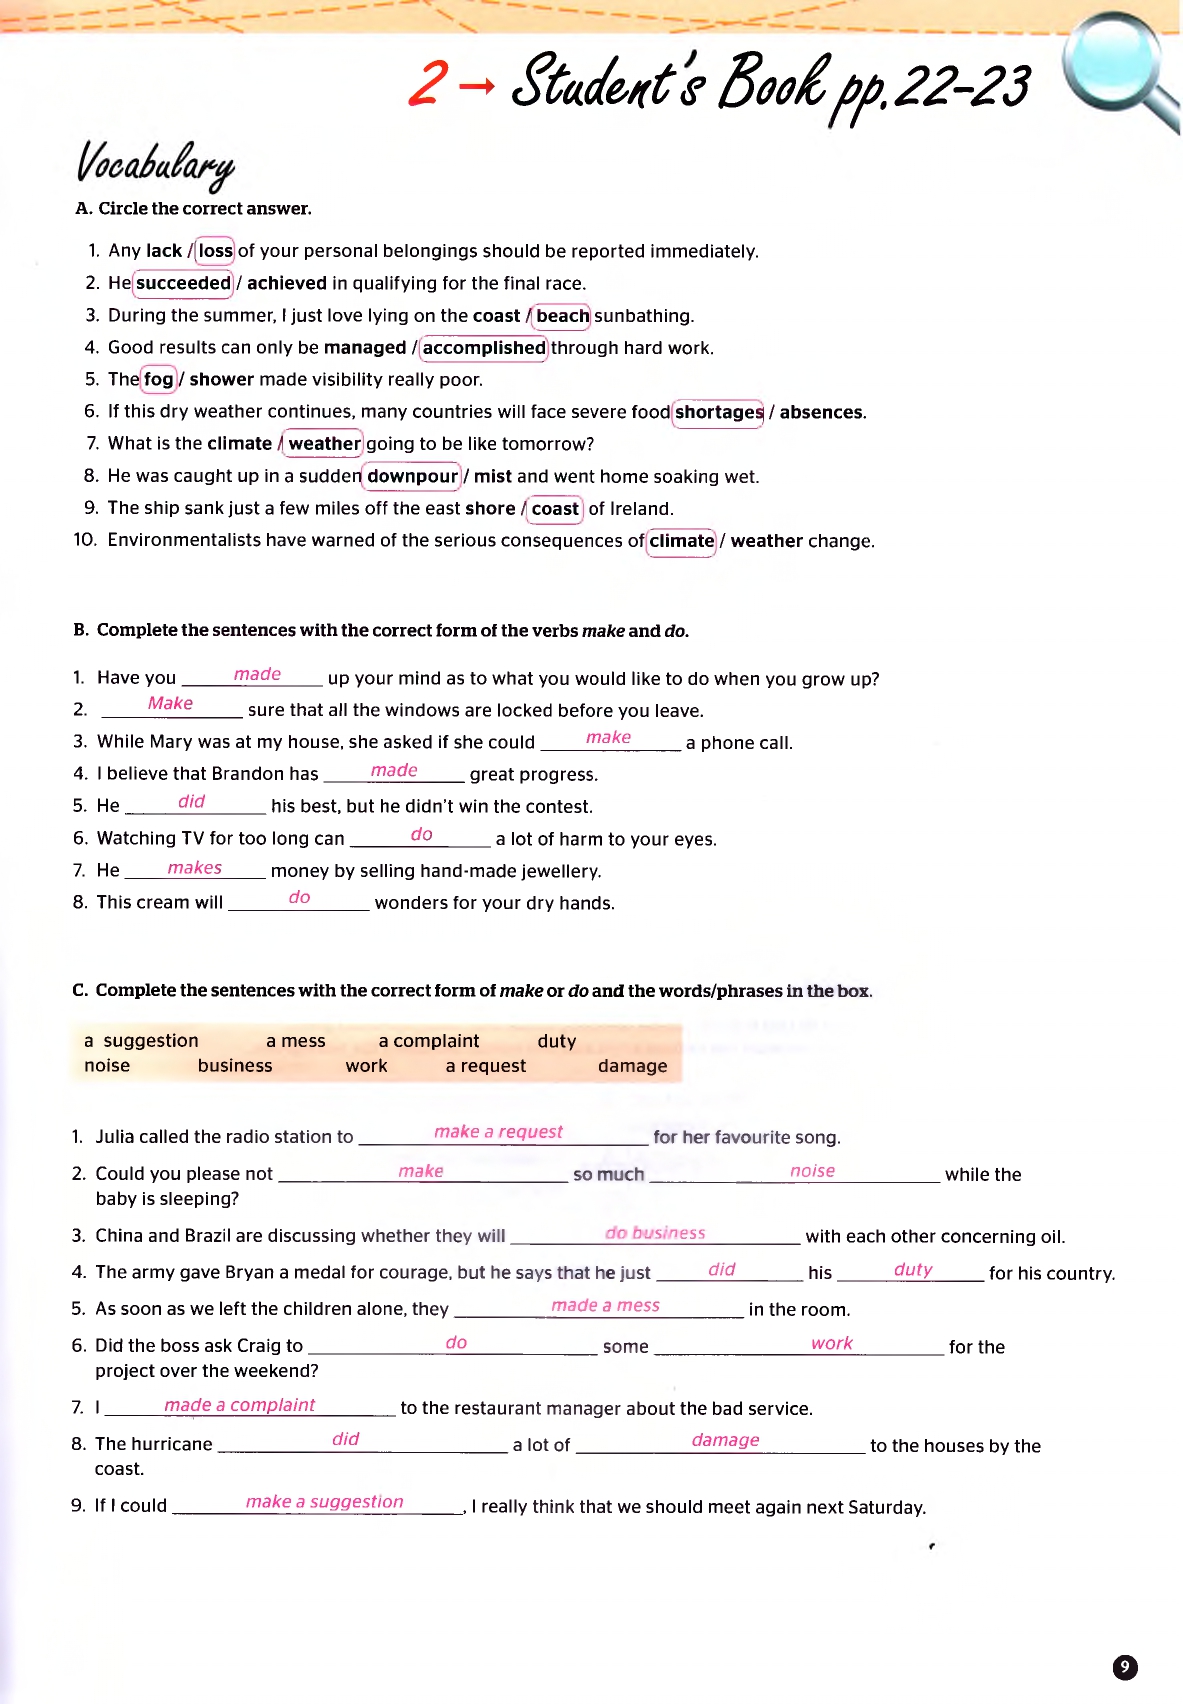 2 → Student's Book pp.22-23
Vocabulary
A. Circle the correct answer.
1. Any lack / loss of your personal belongings should be reported immediately.
2. He succeeded / achieved in qualifying for the final race.
3. During the summer, I just love lying on the coast / beach sunbathing.
4. Good results can only be managed / accomplished through hard work.
5. The fog / shower made visibility really poor.
6. If this dry weather continues, many countries will face severe food shortages / absences.
7. What is the climate / weather going to be like tomorrow?
8. He was caught up in a sudden downpour / mist and went home soaking wet.
9. The ship sank just a few miles off the east shore / coast of Ireland.
10. Environmentalists have warned of the serious consequences of climate / weather change.
B. Complete the sentences with the correct form of the verbs make and do.
1. Have you made up your mind as to what you would like to do when you grow up?
2. Make sure that all the windows are locked before you leave.
3. While Mary was at my house, she asked if she could make a phone call.
4. I believe that Brandon has made great progress.
5. He did his best, but he didn't win the contest.
6. Watching TV for too long can do a lot of harm to your eyes.
7. He makes money by selling hand-made jewellery.
8. This cream will do wonders for your dry hands.
C. Complete the sentences with the correct form of make or do and the words/phrases in the box.
a suggestion a mess a complaint duty
noise business work a request damage
1. Julia called the radio station to make a request for her favourite song.
2. Could you please not make so much noise while the
baby is sleeping?
3. China and Brazil are discussing whether they will do business with each other concerning oil.
4. The army gave Bryan a medal for courage, but he says that he just did his duty for his country.
5. As soon as we left the children alone, they made a mess in the room.
6. Did the boss ask Craig to do some work for the
project over the weekend?
7. I made a complaint to the restaurant manager about the bad service.
8. The hurricane did a lot of damage to the houses by the
coast.
9. If I could make a suggestion, I really think that we should meet again next Saturday.
9